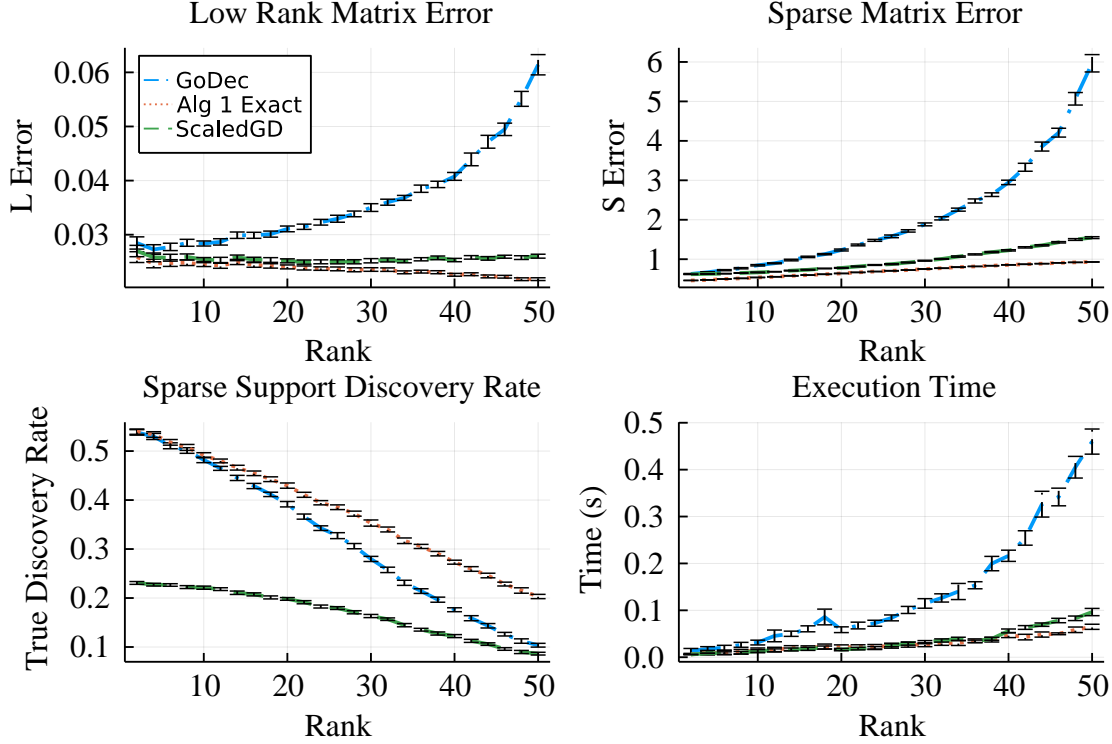 Low Rank Matrix Error
0.06
0.05
0.04
0.03
L Error
GoDec
Alg 1 Exact
ScaledGD
10 20 30 40 50
Rank
Sparse Matrix Error
6
5
4
3
2
1
S Error
10 20 30 40 50
Rank
Sparse Support Discovery Rate
0.5
0.4
0.3
0.2
0.1
True Discovery Rate
10 20 30 40 50
Rank
Execution Time
0.5
0.4
0.3
0.2
0.1
0.0
Time (s)
10 20 30 40 50
Rank